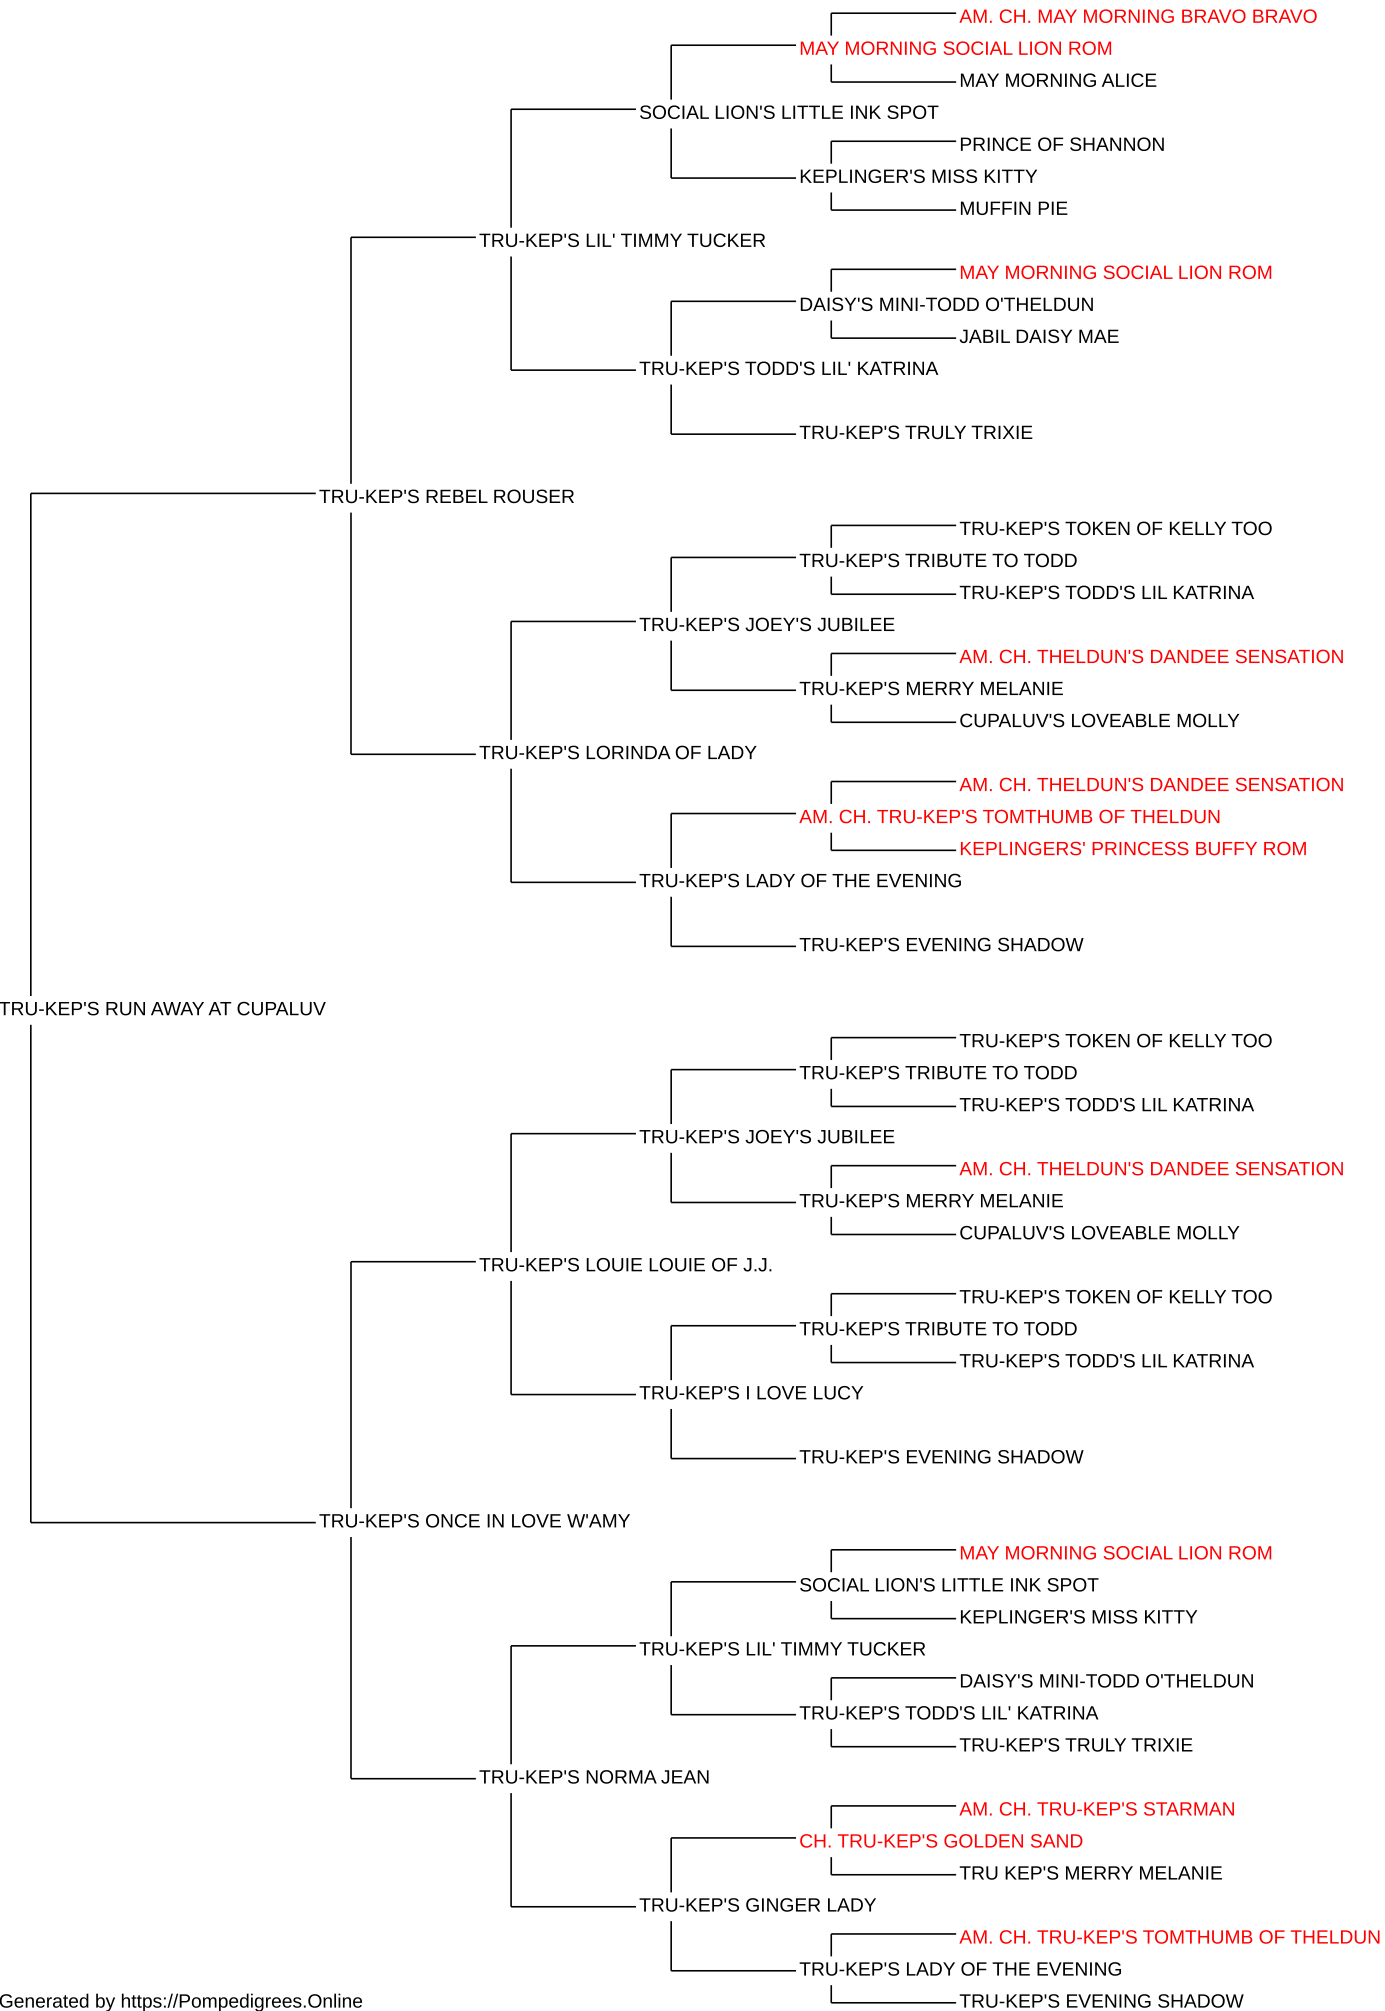 AM. CH. MAY MORNING BRAVO BRAVO
MAY MORNING SOCIAL LION ROM
MAY MORNING ALICE
SOCIAL LION'S LITTLE INK SPOT
PRINCE OF SHANNON
KEPLINGER'S MISS KITTY
MUFFIN PIE
TRU-KEP'S LIL' TIMMY TUCKER
MAY MORNING SOCIAL LION ROM
DAISY'S MINI-TODD O'THELDUN
JABIL DAISY MAE
TRU-KEP'S TODD'S LIL' KATRINA
TRU-KEP'S TRULY TRIXIE
TRU-KEP'S REBEL ROUSER
TRU-KEP'S TOKEN OF KELLY TOO
TRU-KEP'S TRIBUTE TO TODD
TRU-KEP'S TODD'S LIL KATRINA
TRU-KEP'S JOEY'S JUBILEE
AM. CH. THELDUN'S DANDEE SENSATION
TRU-KEP'S MERRY MELANIE
CUPALUV'S LOVEABLE MOLLY
TRU-KEP'S LORINDA OF LADY
AM. CH. THELDUN'S DANDEE SENSATION
AM. CH. TRU-KEP'S TOMTHUMB OF THELDUN
KEPLINGERS' PRINCESS BUFFY ROM
TRU-KEP'S LADY OF THE EVENING
TRU-KEP'S EVENING SHADOW
TRU-KEP'S RUN AWAY AT CUPALUV
TRU-KEP'S TOKEN OF KELLY TOO
TRU-KEP'S TRIBUTE TO TODD
TRU-KEP'S TODD'S LIL KATRINA
TRU-KEP'S JOEY'S JUBILEE
AM. CH. THELDUN'S DANDEE SENSATION
TRU-KEP'S MERRY MELANIE
CUPALUV'S LOVEABLE MOLLY
TRU-KEP'S LOUIE LOUIE OF J.J.
TRU-KEP'S TOKEN OF KELLY TOO
TRU-KEP'S TRIBUTE TO TODD
TRU-KEP'S TODD'S LIL KATRINA
TRU-KEP'S I LOVE LUCY
TRU-KEP'S EVENING SHADOW
TRU-KEP'S ONCE IN LOVE W'AMY
MAY MORNING SOCIAL LION ROM
SOCIAL LION'S LITTLE INK SPOT
KEPLINGER'S MISS KITTY
TRU-KEP'S LIL' TIMMY TUCKER
DAISY'S MINI-TODD O'THELDUN
TRU-KEP'S TODD'S LIL' KATRINA
TRU-KEP'S TRULY TRIXIE
TRU-KEP'S NORMA JEAN
AM. CH. TRU-KEP'S STARMAN
CH. TRU-KEP'S GOLDEN SAND
TRU KEP'S MERRY MELANIE
TRU-KEP'S GINGER LADY
AM. CH. TRU-KEP'S TOMTHUMB OF THELDUN
TRU-KEP'S LADY OF THE EVENING
TRU-KEP'S EVENING SHADOW
Generated by https://Pompedigrees.Online